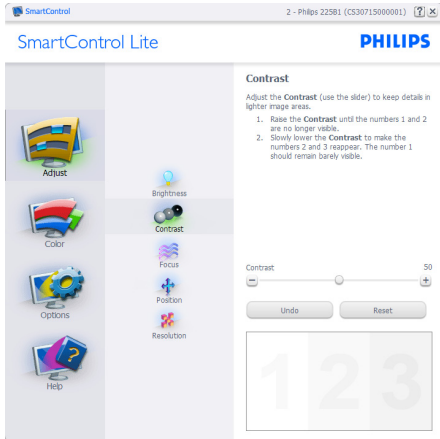 SmartControl
2 - Philips 225B1 (CS30715000001)
?
SmartControl Lite
PHILIPS
Adjust
Color
Options
Help
Brightness
Contrast
Focus
Position
Resolution
Contrast
Adjust the Contrast (use the slider) to keep details in
lighter image areas.
1. Raise the Contrast until the numbers 1 and 2
are no longer visible.
2. Slowly lower the Contrast to make the
numbers 2 and 3 reappear. The number 1
should remain barely visible.
Contrast 50
Undo
Reset
1 2 3